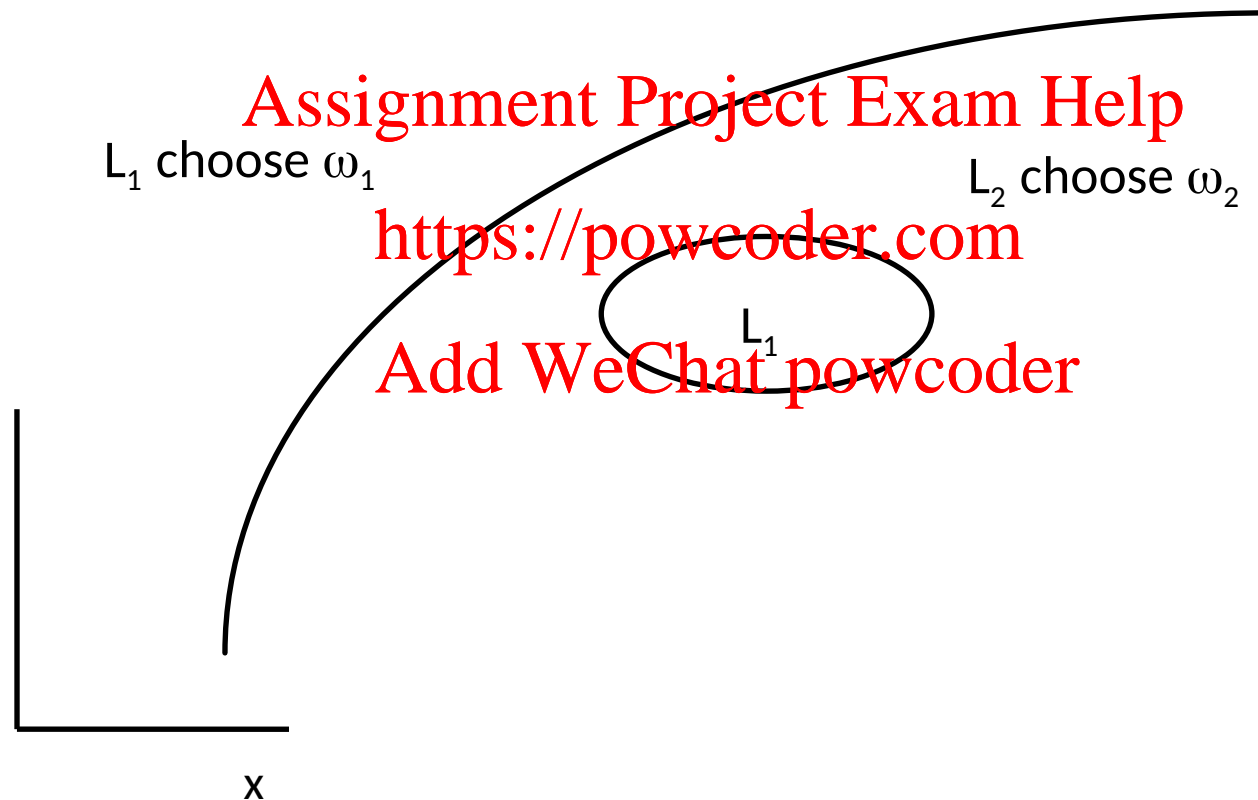 Assignment Project Exam Help
L₁ choose ω₁
L₂ choose ω₂
https://powcoder.com
L₁
Add WeChat powcoder
x